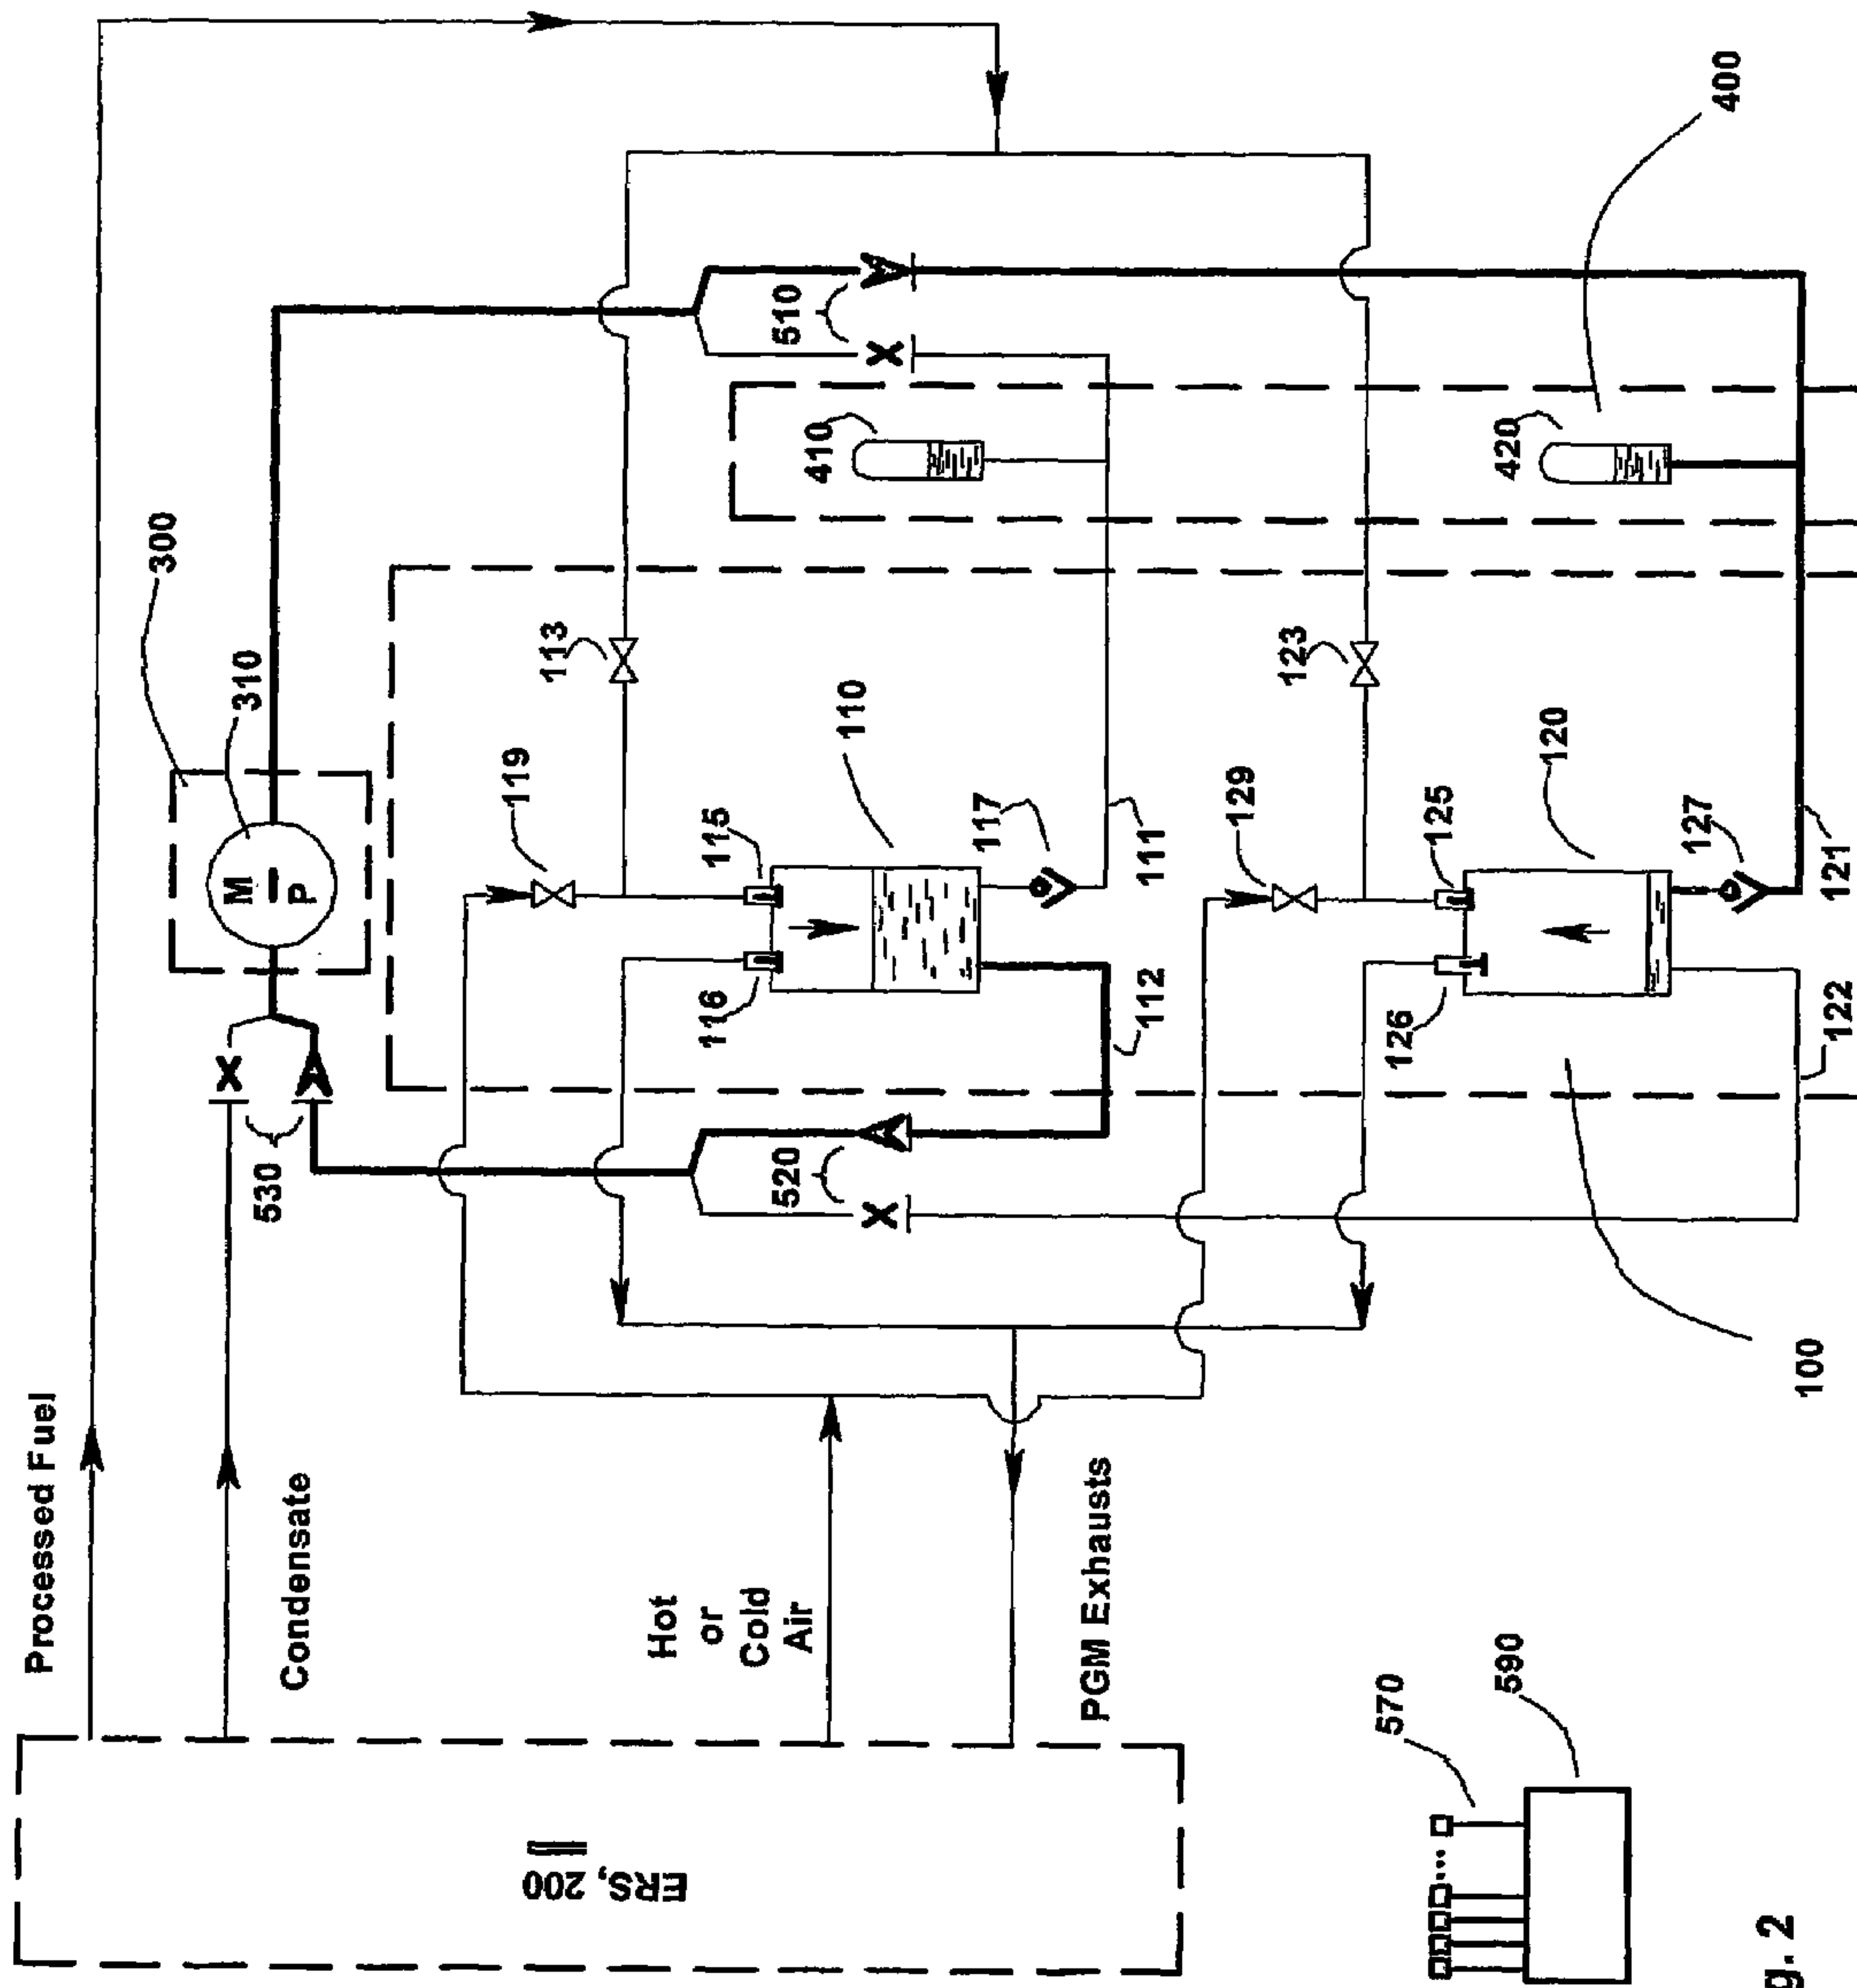 Processed Fuel
Condensate
Hot
or
Cold
Air
PGM Exhausts
ERS, 200
300
310
M
P
X
530
119
113
115
116
110
117
111
112
510
X
520
X
410
400
420
129
123
125
126
120
127
121
122
100
570
590
g. 2